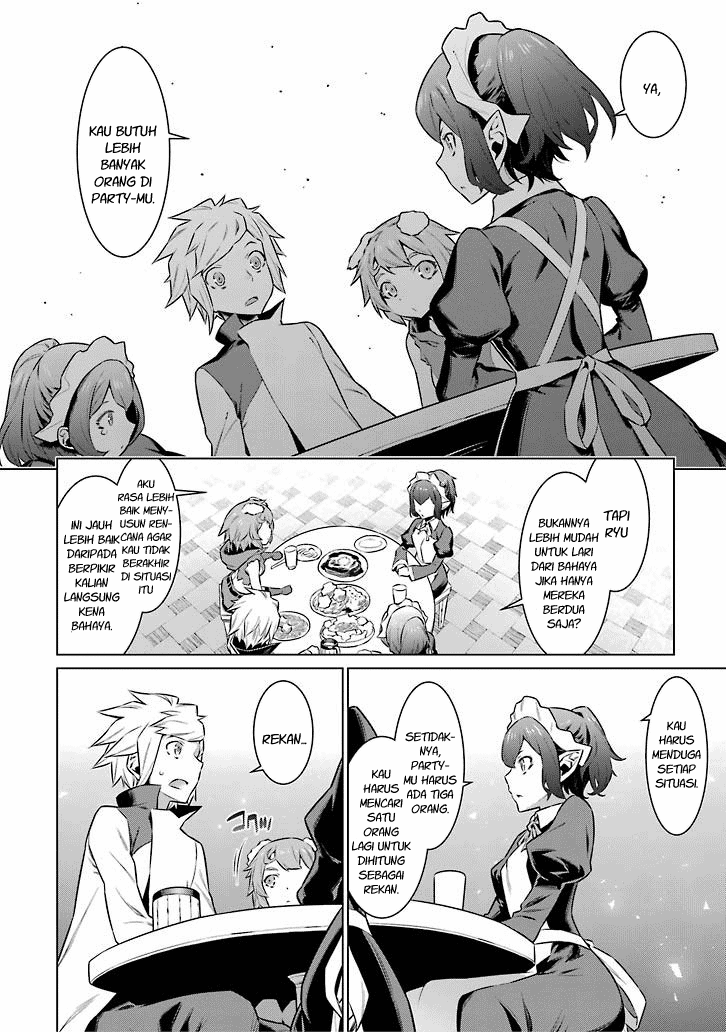 YA,
KAU BUTUH
LEBIH
BANYAK
ORANG DI
PARTY-MU.
TAPI
RYU
BUKANNYA
LEBIH MUDAH
UNTUK LARI
DARI BAHAYA
JIKA HANYA
MEREKA
BERDUA
SAJA?
AKU
RASA LEBIH
BAIK MENY-
USUN REN-
CANA AGAR
KAU TIDAK
BERAKHIR
DI SITUASI
ITU
INI JAUH
LEBIH BAIK
DARIPADA
BERPIKIR
KALIAN
LANGSUNG
KENA
BAHAYA.
KAU
HARUS
MENDUGA
SETIAP
SITUASI.
SETIDAK-
NYA,
PARTY-
MU HARUS
ADA TIGA
ORANG.
KAU
HARUS
MENCARI
SATU
ORANG
LAGI UNTUK
DIHITUNG
SEBAGAI
REKAN.
REKAN...
コクッ